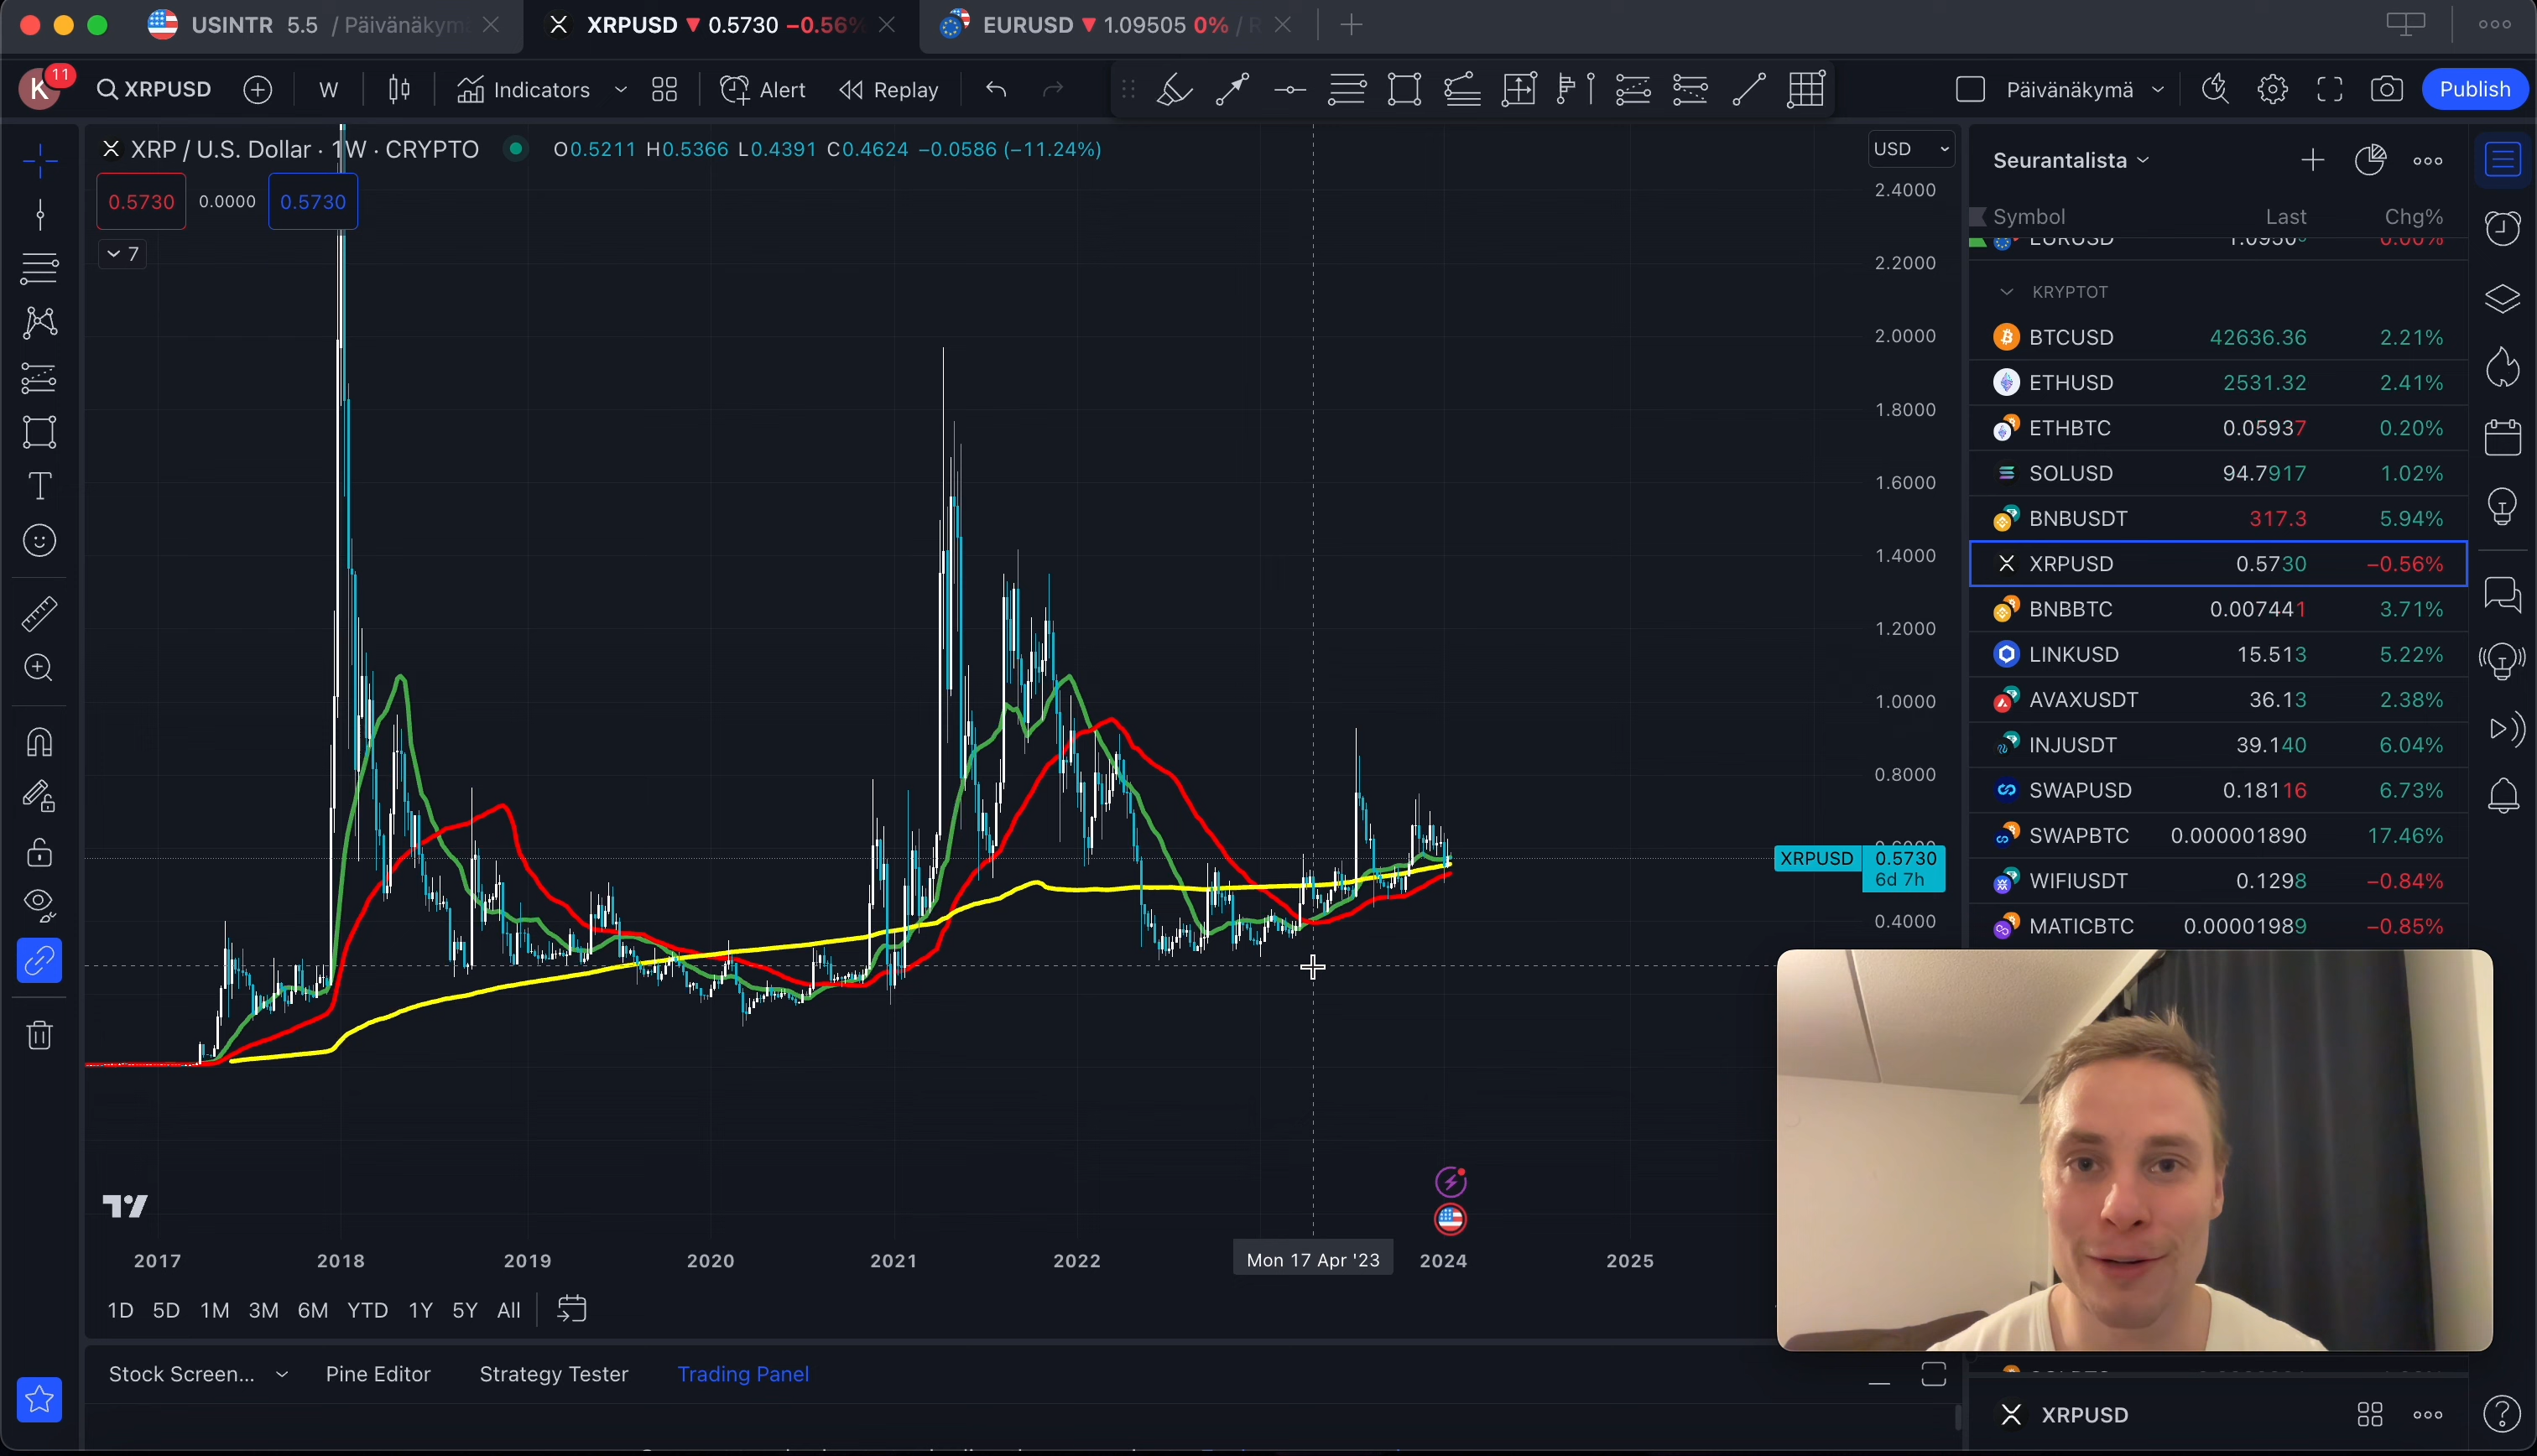 USINTR 5.5 / Päivänäkym
XRPUSD ▼ 0.5730 −0.56%
EURUSD ▼ 1.09505 0% /
K 11
XRPUSD W Indicators Alert Replay Päivänäkymä Publish
XRP / U.S. Dollar · 1W · CRYPTO O0.5211 H0.5366 L0.4391 C0.4624 −0.0586 (−11.24%)
0.5730 0.0000 0.5730
7
USD
2.4000
2.2000
2.0000
1.8000
1.6000
1.4000
1.2000
1.0000
0.8000
0.6000
XRPUSD 0.5730
6d 7h
0.4000
2017 2018 2019 2020 2021 2022 Mon 17 Apr '23 2024 2025
1D 5D 1M 3M 6M YTD 1Y 5Y All
Stock Screen... Pine Editor Strategy Tester Trading Panel
Seurantalista
Symbol Last Chg%
EURUSD 1.09505 0.00%
KRYPTOT
BTCUSD 42636.36 2.21%
ETHUSD 2531.32 2.41%
ETHBTC 0.05937 0.20%
SOLUSD 94.7917 1.02%
BNBUSDT 317.3 5.94%
XRPUSD 0.5730 −0.56%
BNBBTC 0.007441 3.71%
LINKUSD 15.513 5.22%
AVAXUSDT 36.13 2.38%
INJUSDT 39.140 6.04%
SWAPUSD 0.18116 6.73%
SWAPBTC 0.000001890 17.46%
WIFIUSDT 0.1298 −0.84%
MATICBTC 0.00001989 −0.85%
XRPUSD